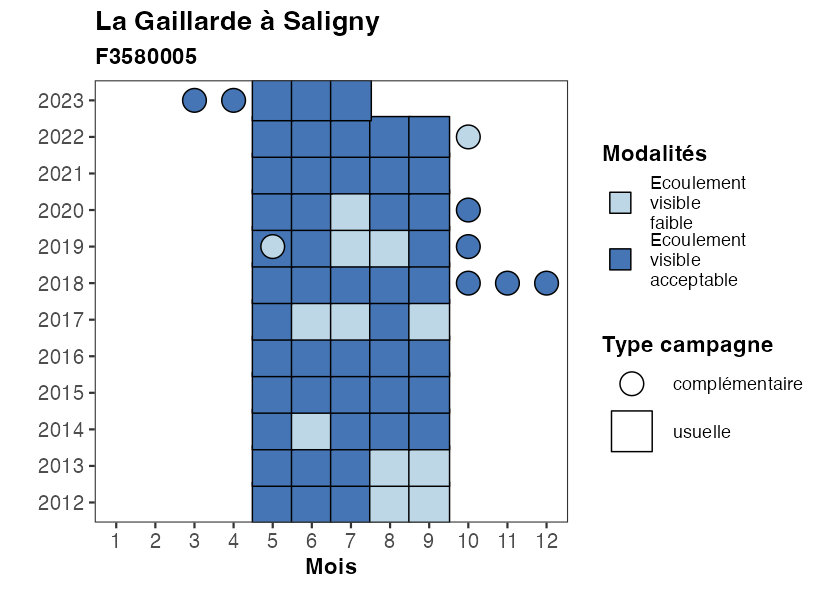 La Gaillarde à Saligny
F3580005
2023
2022
2021
2020
2019
2018
2017
2016
2015
2014
2013
2012
1 2 3 4 5 6 7 8 9 10 11 12
Mois
Modalités
Ecoulement
visible
faible
Ecoulement
visible
acceptable
Type campagne
complémentaire
usuelle